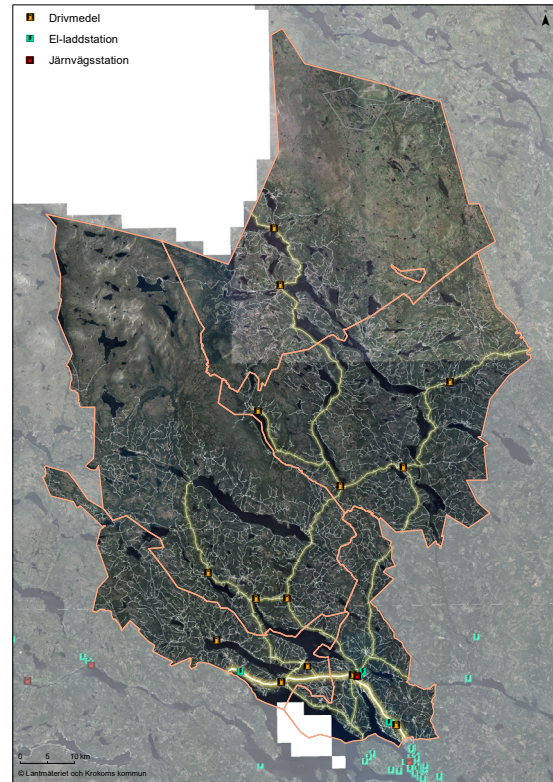 Drivmedel
El-laddstation
Järnvägsstation
0 5 10 km
© Lantmäteriet och Krokoms kommun